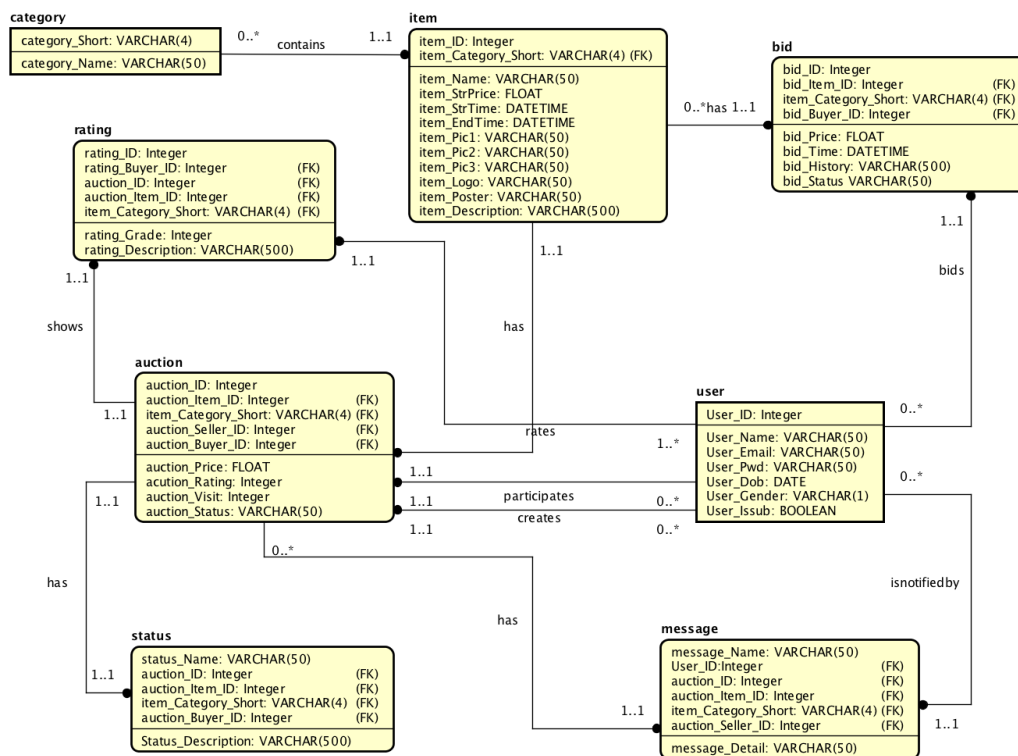 category
category_Short: VARCHAR(4)
category_Name: VARCHAR(50)
0..*
contains
1..1
item
item_ID: Integer
item_Category_Short: VARCHAR(4) (FK)
item_Name: VARCHAR(50)
item_StrPrice: FLOAT
item_StrTime: DATETIME
item_EndTime: DATETIME
item_Pic1: VARCHAR(50)
item_Pic2: VARCHAR(50)
item_Pic3: VARCHAR(50)
item_Logo: VARCHAR(50)
item_Poster: VARCHAR(50)
item_Description: VARCHAR(500)
0..*has 1..1
bid
bid_ID: Integer
bid_Item_ID: Integer (FK)
item_Category_Short: VARCHAR(4) (FK)
bid_Buyer_ID: Integer (FK)
bid_Price: FLOAT
bid_Time: DATETIME
bid_History: VARCHAR(500)
bid_Status VARCHAR(50)
rating
rating_ID: Integer
rating_Buyer_ID: Integer (FK)
auction_ID: Integer (FK)
auction_Item_ID: Integer (FK)
item_Category_Short: VARCHAR(4) (FK)
rating_Grade: Integer
rating_Description: VARCHAR(500)
1..1
1..1
1..1
1..1
shows
has
bids
auction
auction_ID: Integer
auction_Item_ID: Integer (FK)
item_Category_Short: VARCHAR(4) (FK)
auction_Seller_ID: Integer (FK)
auction_Buyer_ID: Integer (FK)
auction_Price: FLOAT
acution_Rating: Integer
auction_Visit: Integer
auction_Status: VARCHAR(50)
1..1
1..1
user
User_ID: Integer
User_Name: VARCHAR(50)
User_Email: VARCHAR(50)
User_Pwd: VARCHAR(50)
User_Dob: DATE
User_Gender: VARCHAR(1)
User_Issub: BOOLEAN
0..*
0..*
rates
1..*
1..1
participates
1..1
0..*
creates
1..1
0..*
0..*
has
has
isnotifiedby
status
status_Name: VARCHAR(50)
auction_ID: Integer (FK)
auction_Item_ID: Integer (FK)
item_Category_Short: VARCHAR(4) (FK)
auction_Buyer_ID: Integer (FK)
Status_Description: VARCHAR(500)
1..1
message
message_Name: VARCHAR(50)
User_ID:Integer (FK)
auction_ID: Integer (FK)
auction_Item_ID: Integer (FK)
item_Category_Short: VARCHAR(4) (FK)
auction_Seller_ID: Integer (FK)
message_Detail: VARCHAR(50)
1..1
1..1